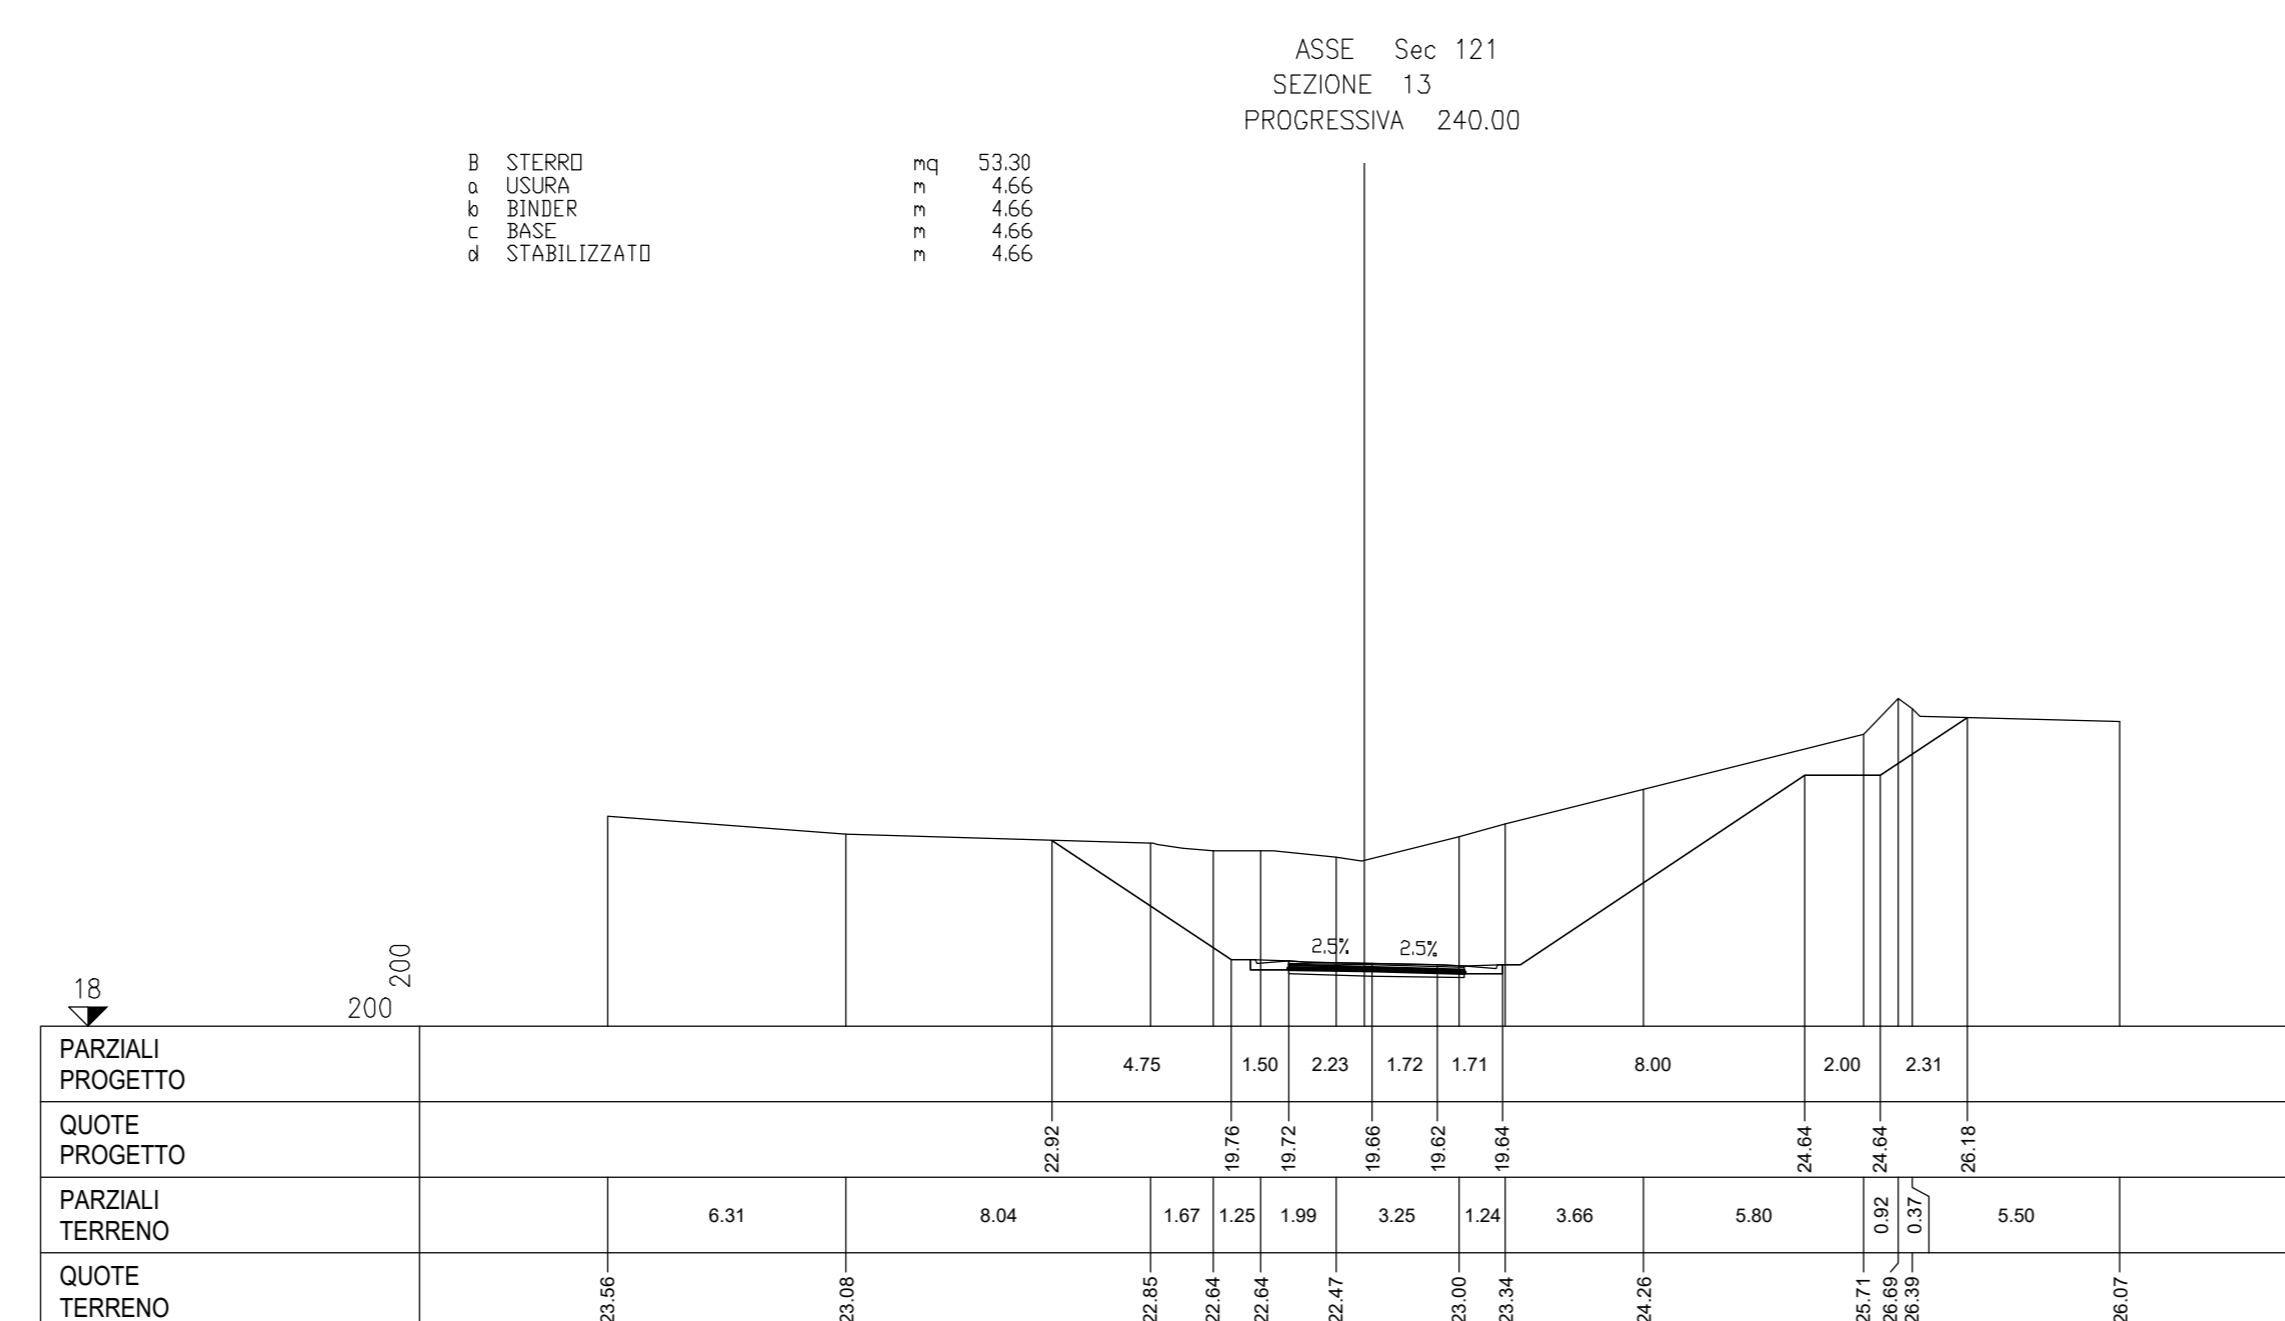 ASSE Sec 121
SEZIONE 13
PROGRESSIVA 240.00
B STERRO mq 53.30
a USURA m 4.66
b BINDER m 4.66
c BASE m 4.66
d STABILIZZATO m 4.66
2.5% 2.5%
18
200
200
PARZIALI
PROGETTO
4.75 1.50 2.23 1.72 1.71 8.00 2.00 2.31
QUOTE
PROGETTO
22.92 19.76 19.72 19.66 19.62 19.64 24.64 24.64 26.18
PARZIALI
TERRENO
6.31 8.04 1.67 1.25 1.99 3.25 1.24 3.66 5.80 0.92 0.37 5.50
QUOTE
TERRENO
23.56 23.08 22.85 22.64 22.64 22.47 23.00 23.34 24.26 25.71 26.69 26.39 26.07